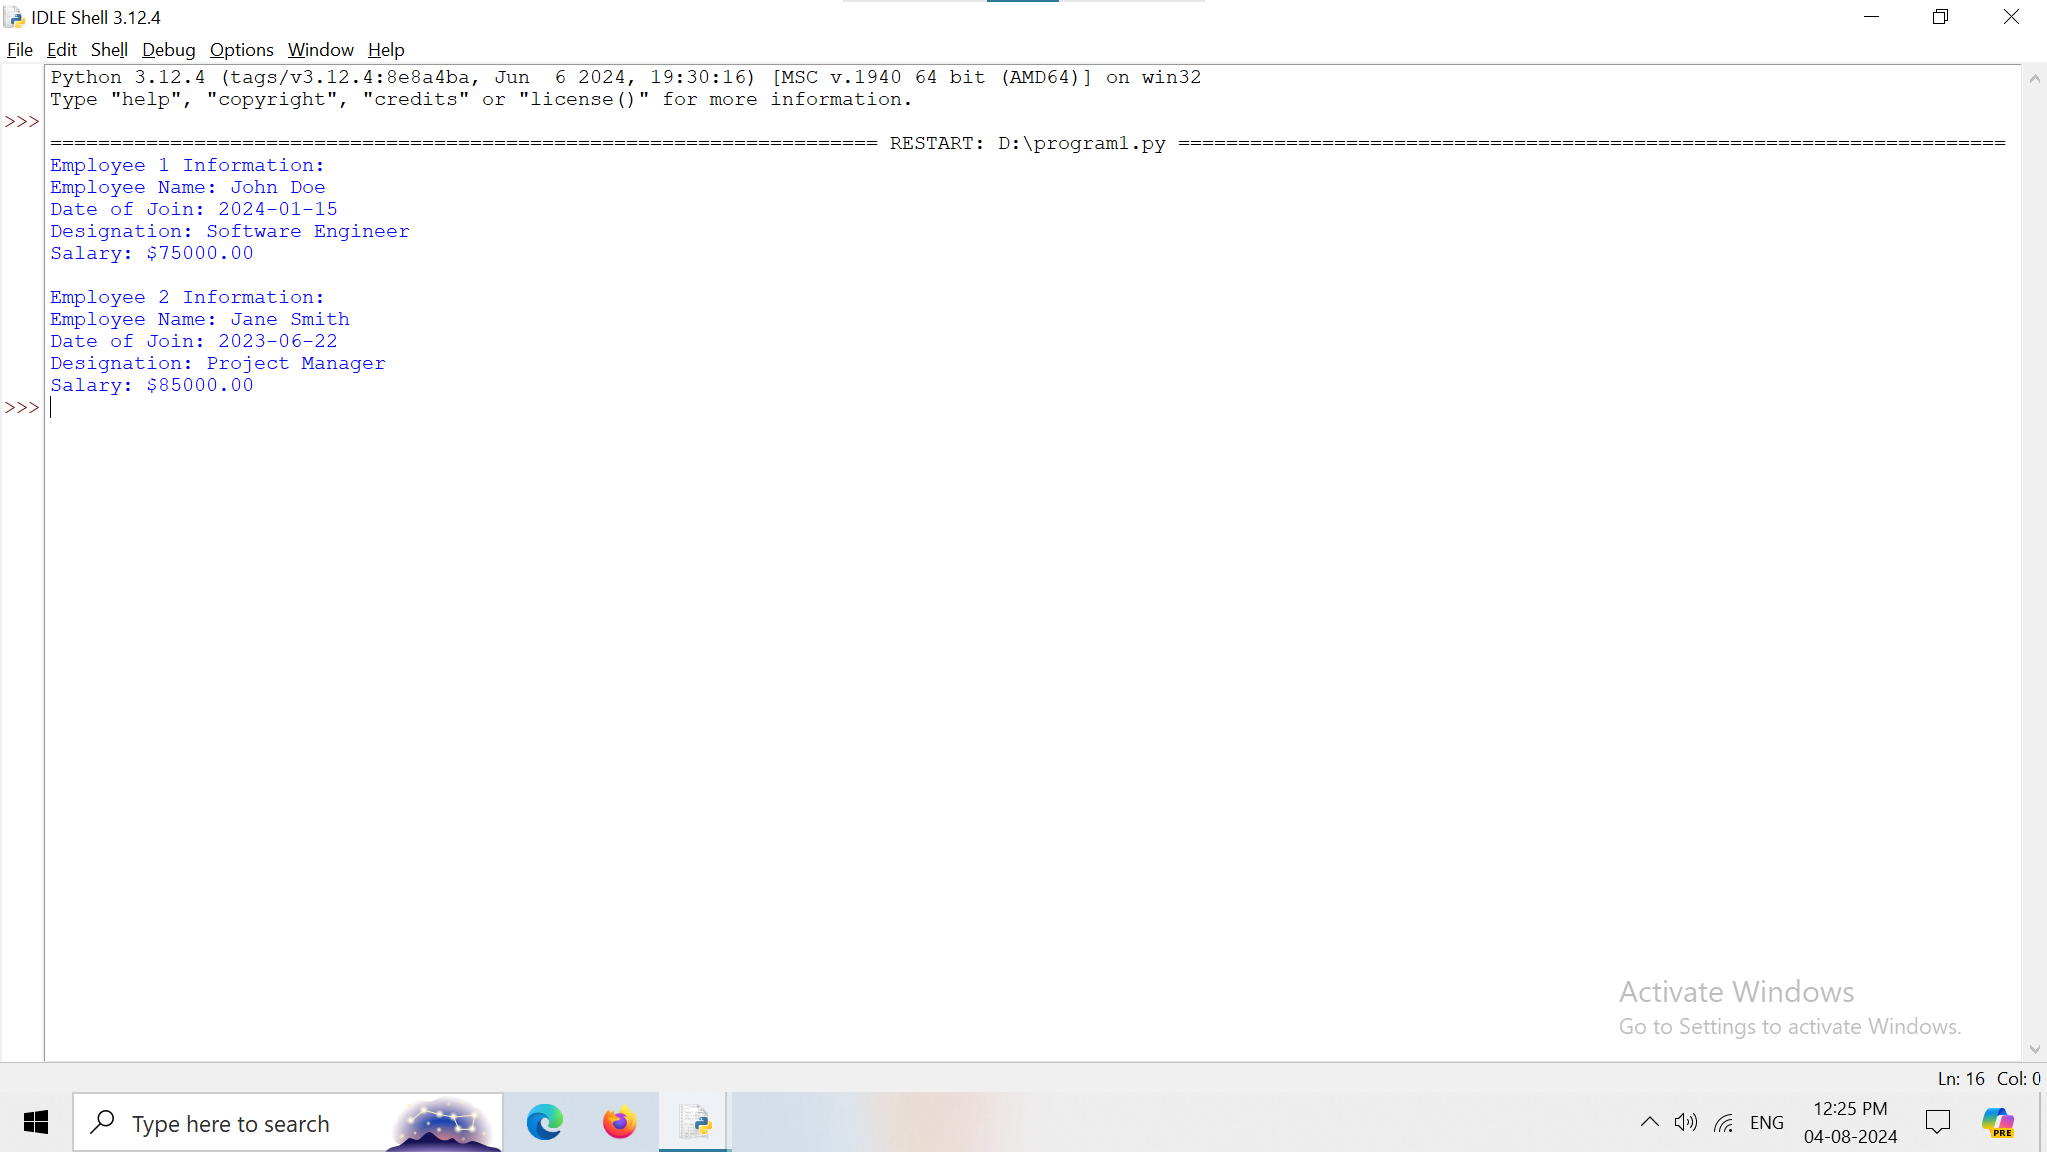 IDLE Shell 3.12.4
File Edit Shell Debug Options Window Help
Python 3.12.4 (tags/v3.12.4:8e8a4ba, Jun  6 2024, 19:30:16) [MSC v.1940 64 bit (AMD64)] on win32
Type "help", "copyright", "credits" or "license()" for more information.
>>>
===================================================================== RESTART: D:\program1.py =====================================================================
Employee 1 Information:
Employee Name: John Doe
Date of Join: 2024-01-15
Designation: Software Engineer
Salary: $75000.00
Employee 2 Information:
Employee Name: Jane Smith
Date of Join: 2023-06-22
Designation: Project Manager
Salary: $85000.00
>>>
Activate Windows
Go to Settings to activate Windows.
Ln: 16 Col: 0
Type here to search
ENG
12:25 PM
04-08-2024
PRE